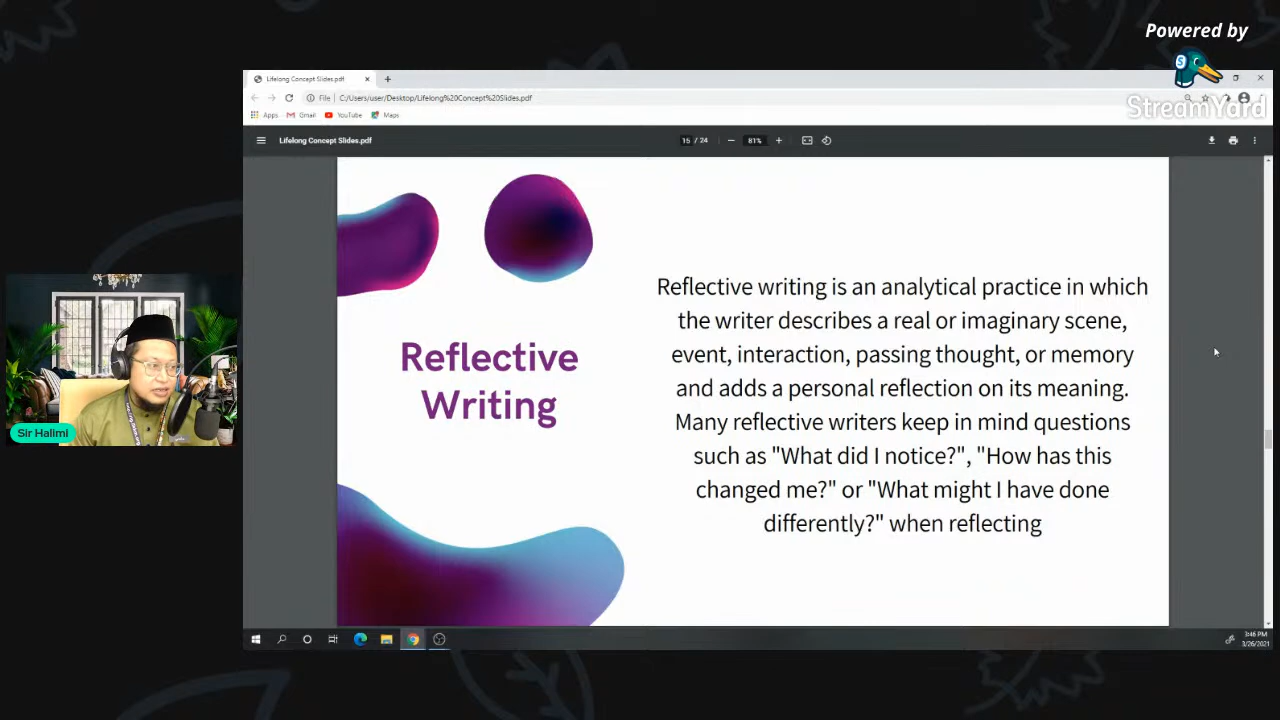 Powered by
StreamYard
Lifelong Concept Slides.pdf
File C:/Users/user/Desktop/Lifelong%20Concept%20Slides.pdf
Apps Gmail YouTube Maps
Lifelong Concept Slides.pdf 15 / 24 81%
Reflective
Writing
Reflective writing is an analytical practice in which
the writer describes a real or imaginary scene,
event, interaction, passing thought, or memory
and adds a personal reflection on its meaning.
Many reflective writers keep in mind questions
such as "What did I notice?", "How has this
changed me?" or "What might I have done
differently?" when reflecting
Sir Halimi
3:46 PM
3/26/2021